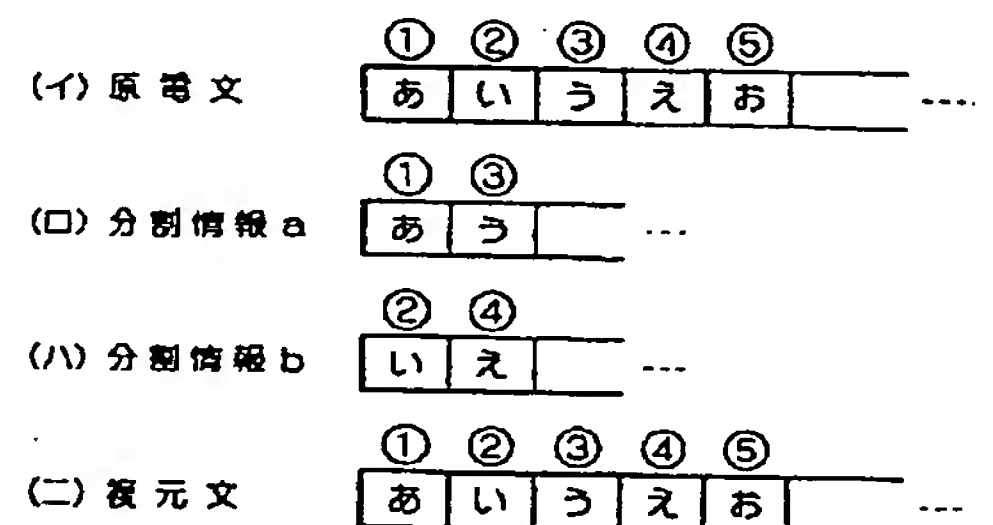 ① ② ③ ④ ⑤
(イ) 原電文 あ い う え お ----
① ③
(ロ) 分割情報a あ う ---
② ④
(ハ) 分割情報b い え ---
① ② ③ ④ ⑤
(ニ) 復元文 あ い う え お ---